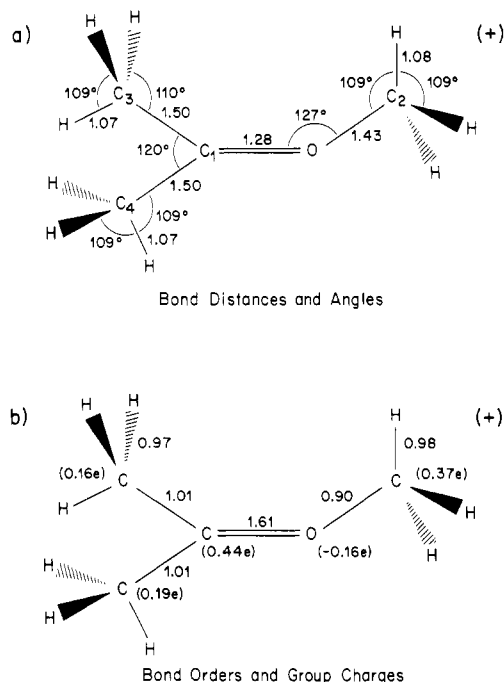 a)
(+)
H H
H
109° C₃ 110°
1.08
109° C₂ 109°
H 1.07 1.50
127°
H
120° C₁ 1.28 O 1.43
H
H 1.50
C₄ 109°
H
109° 1.07
H
Bond Distances and Angles
b)
(+)
H H
H
0.97
0.98
(0.16e) C
C (0.37e)
H 1.01
0.90
H
C 1.61 O
(0.44e) (-0.16e)
H
H 1.01
C (0.19e)
H
H
Bond Orders and Group Charges